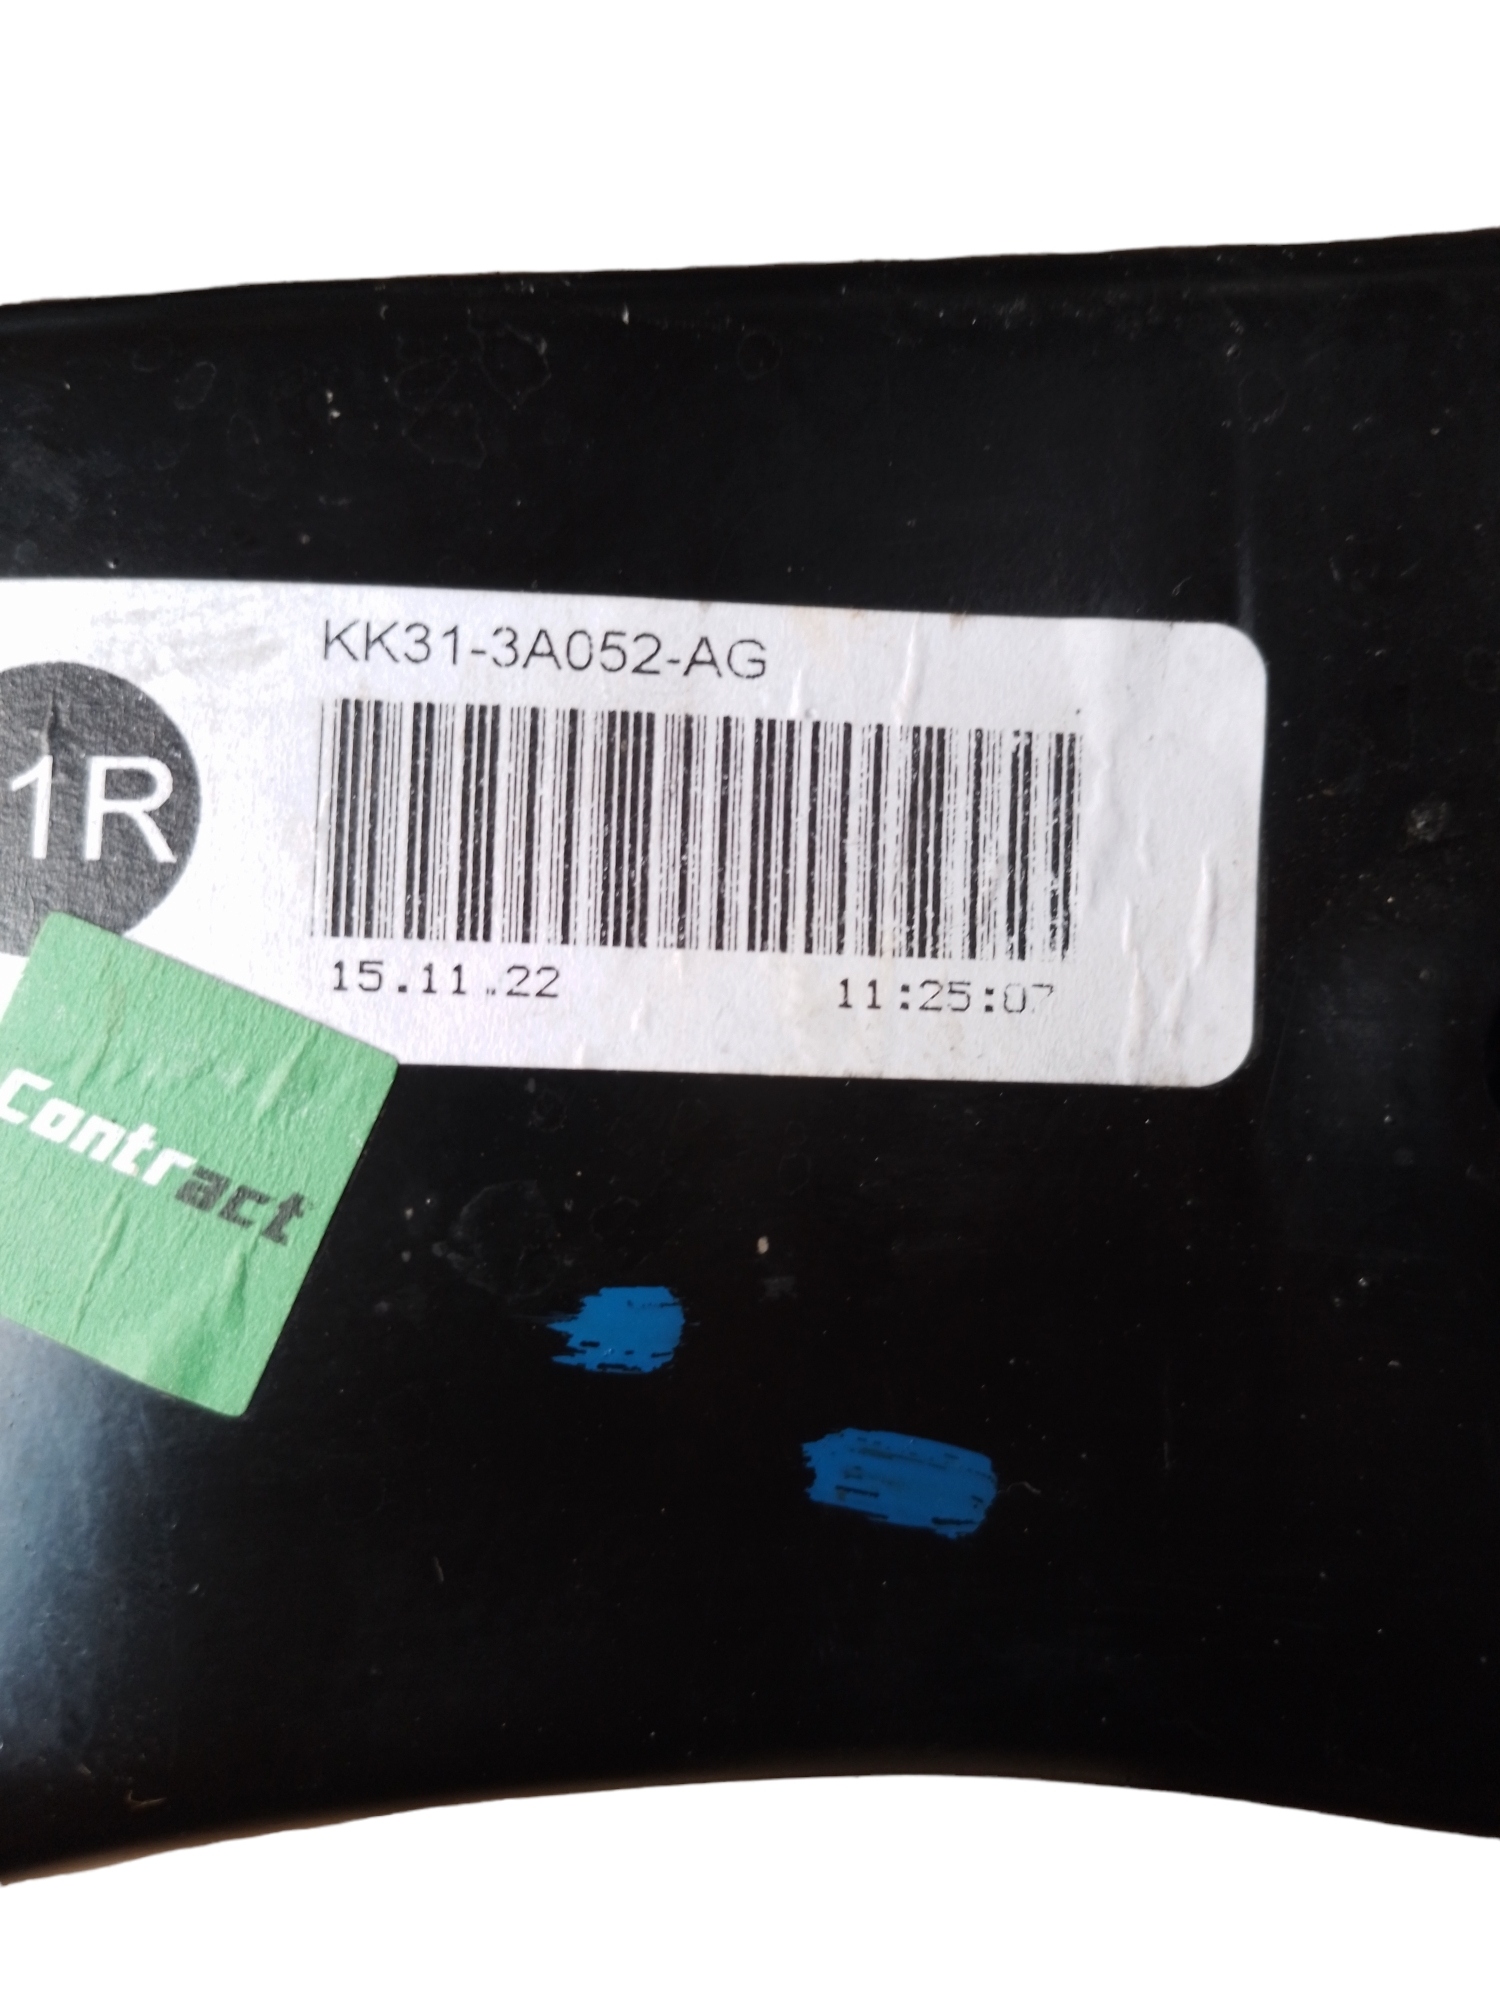 KK31-3A052-AG
1R
15.11.22 11:25:07
Contract